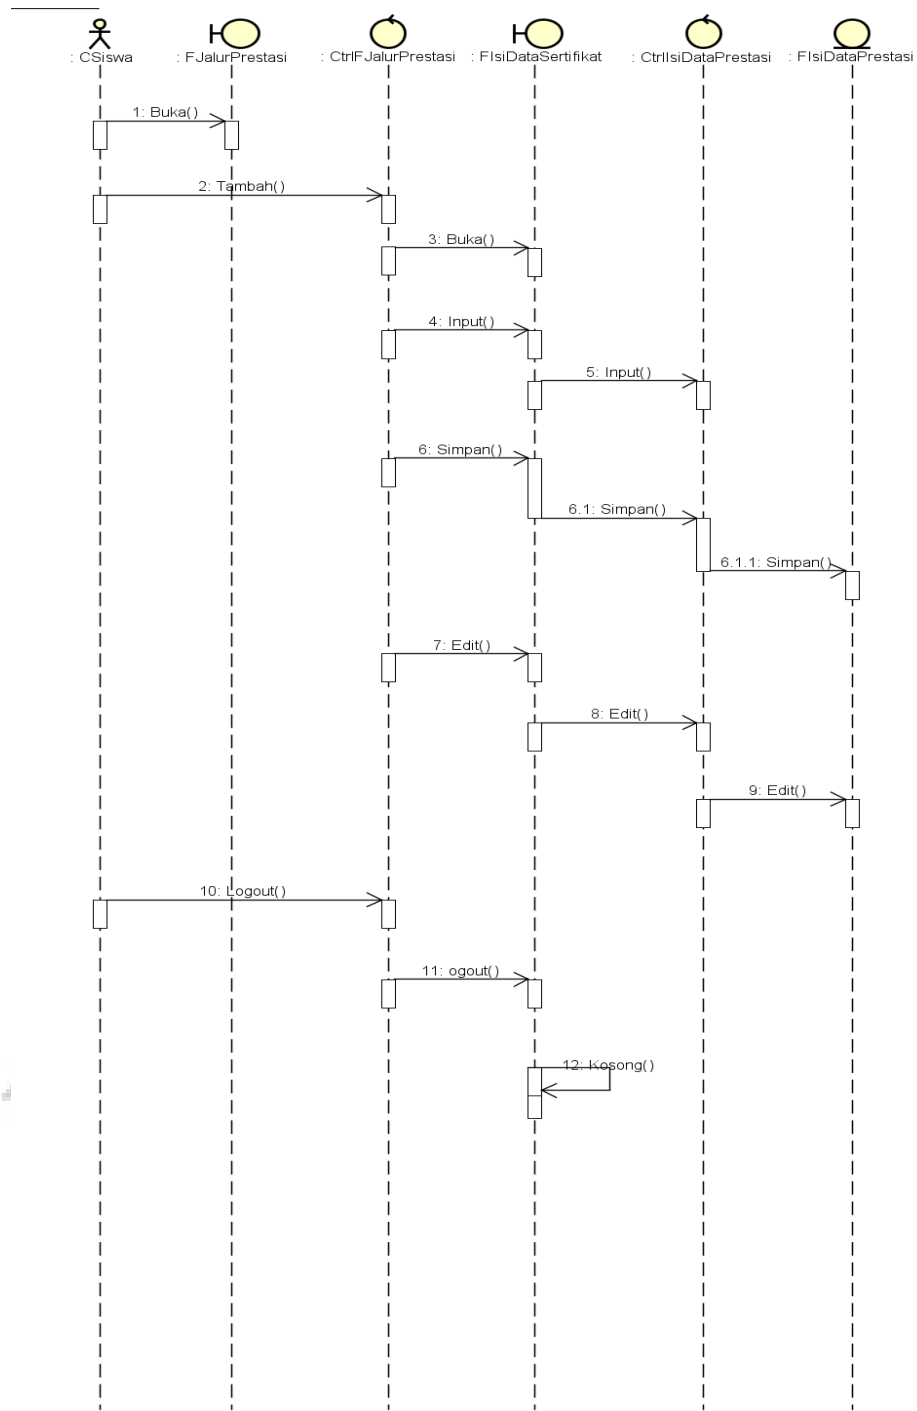 : CSiswa
: FJalurPrestasi
: CtrlFJalurPrestasi
: FIsiDataSertifikat
: CtrlIsiDataPrestasi
: FIsiDataPrestasi
1: Buka()
2: Tambah()
3: Buka()
4: Input()
5: Input()
6: Simpan()
6.1: Simpan()
6.1.1: Simpan()
7: Edit()
8: Edit()
9: Edit()
10: Logout()
11: ogout()
12: Kosong()